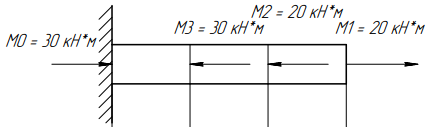 M2 = 20 кН*м
M0 = 30 кН*м
M3 = 30 кН*м
M1 = 20 кН*м